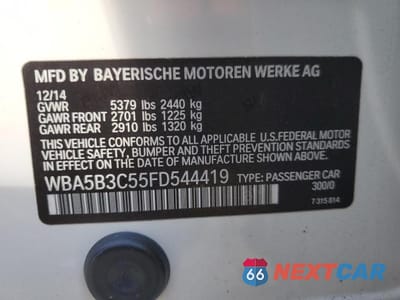 MFD BY BAYERISCHE MOTOREN WERKE AG
12/14
GVWR 5379 lbs 2440 kg
GAWR FRONT 2701 lbs 1225 kg
GAWR REAR 2910 lbs 1320 kg
THIS VEHICLE CONFORMS TO ALL APPLICABLE U.S.FEDERAL MOTOR
VEHICLE SAFETY, BUMPER AND THEFT PREVENTION STANDARDS
IN EFFECT ON THE DATE OF MANUFACTURE SHOWN ABOVE.
WBA5B3C55FD544419 TYPE: PASSENGER CAR
300/0
7 315 814
66 NEXTCAR